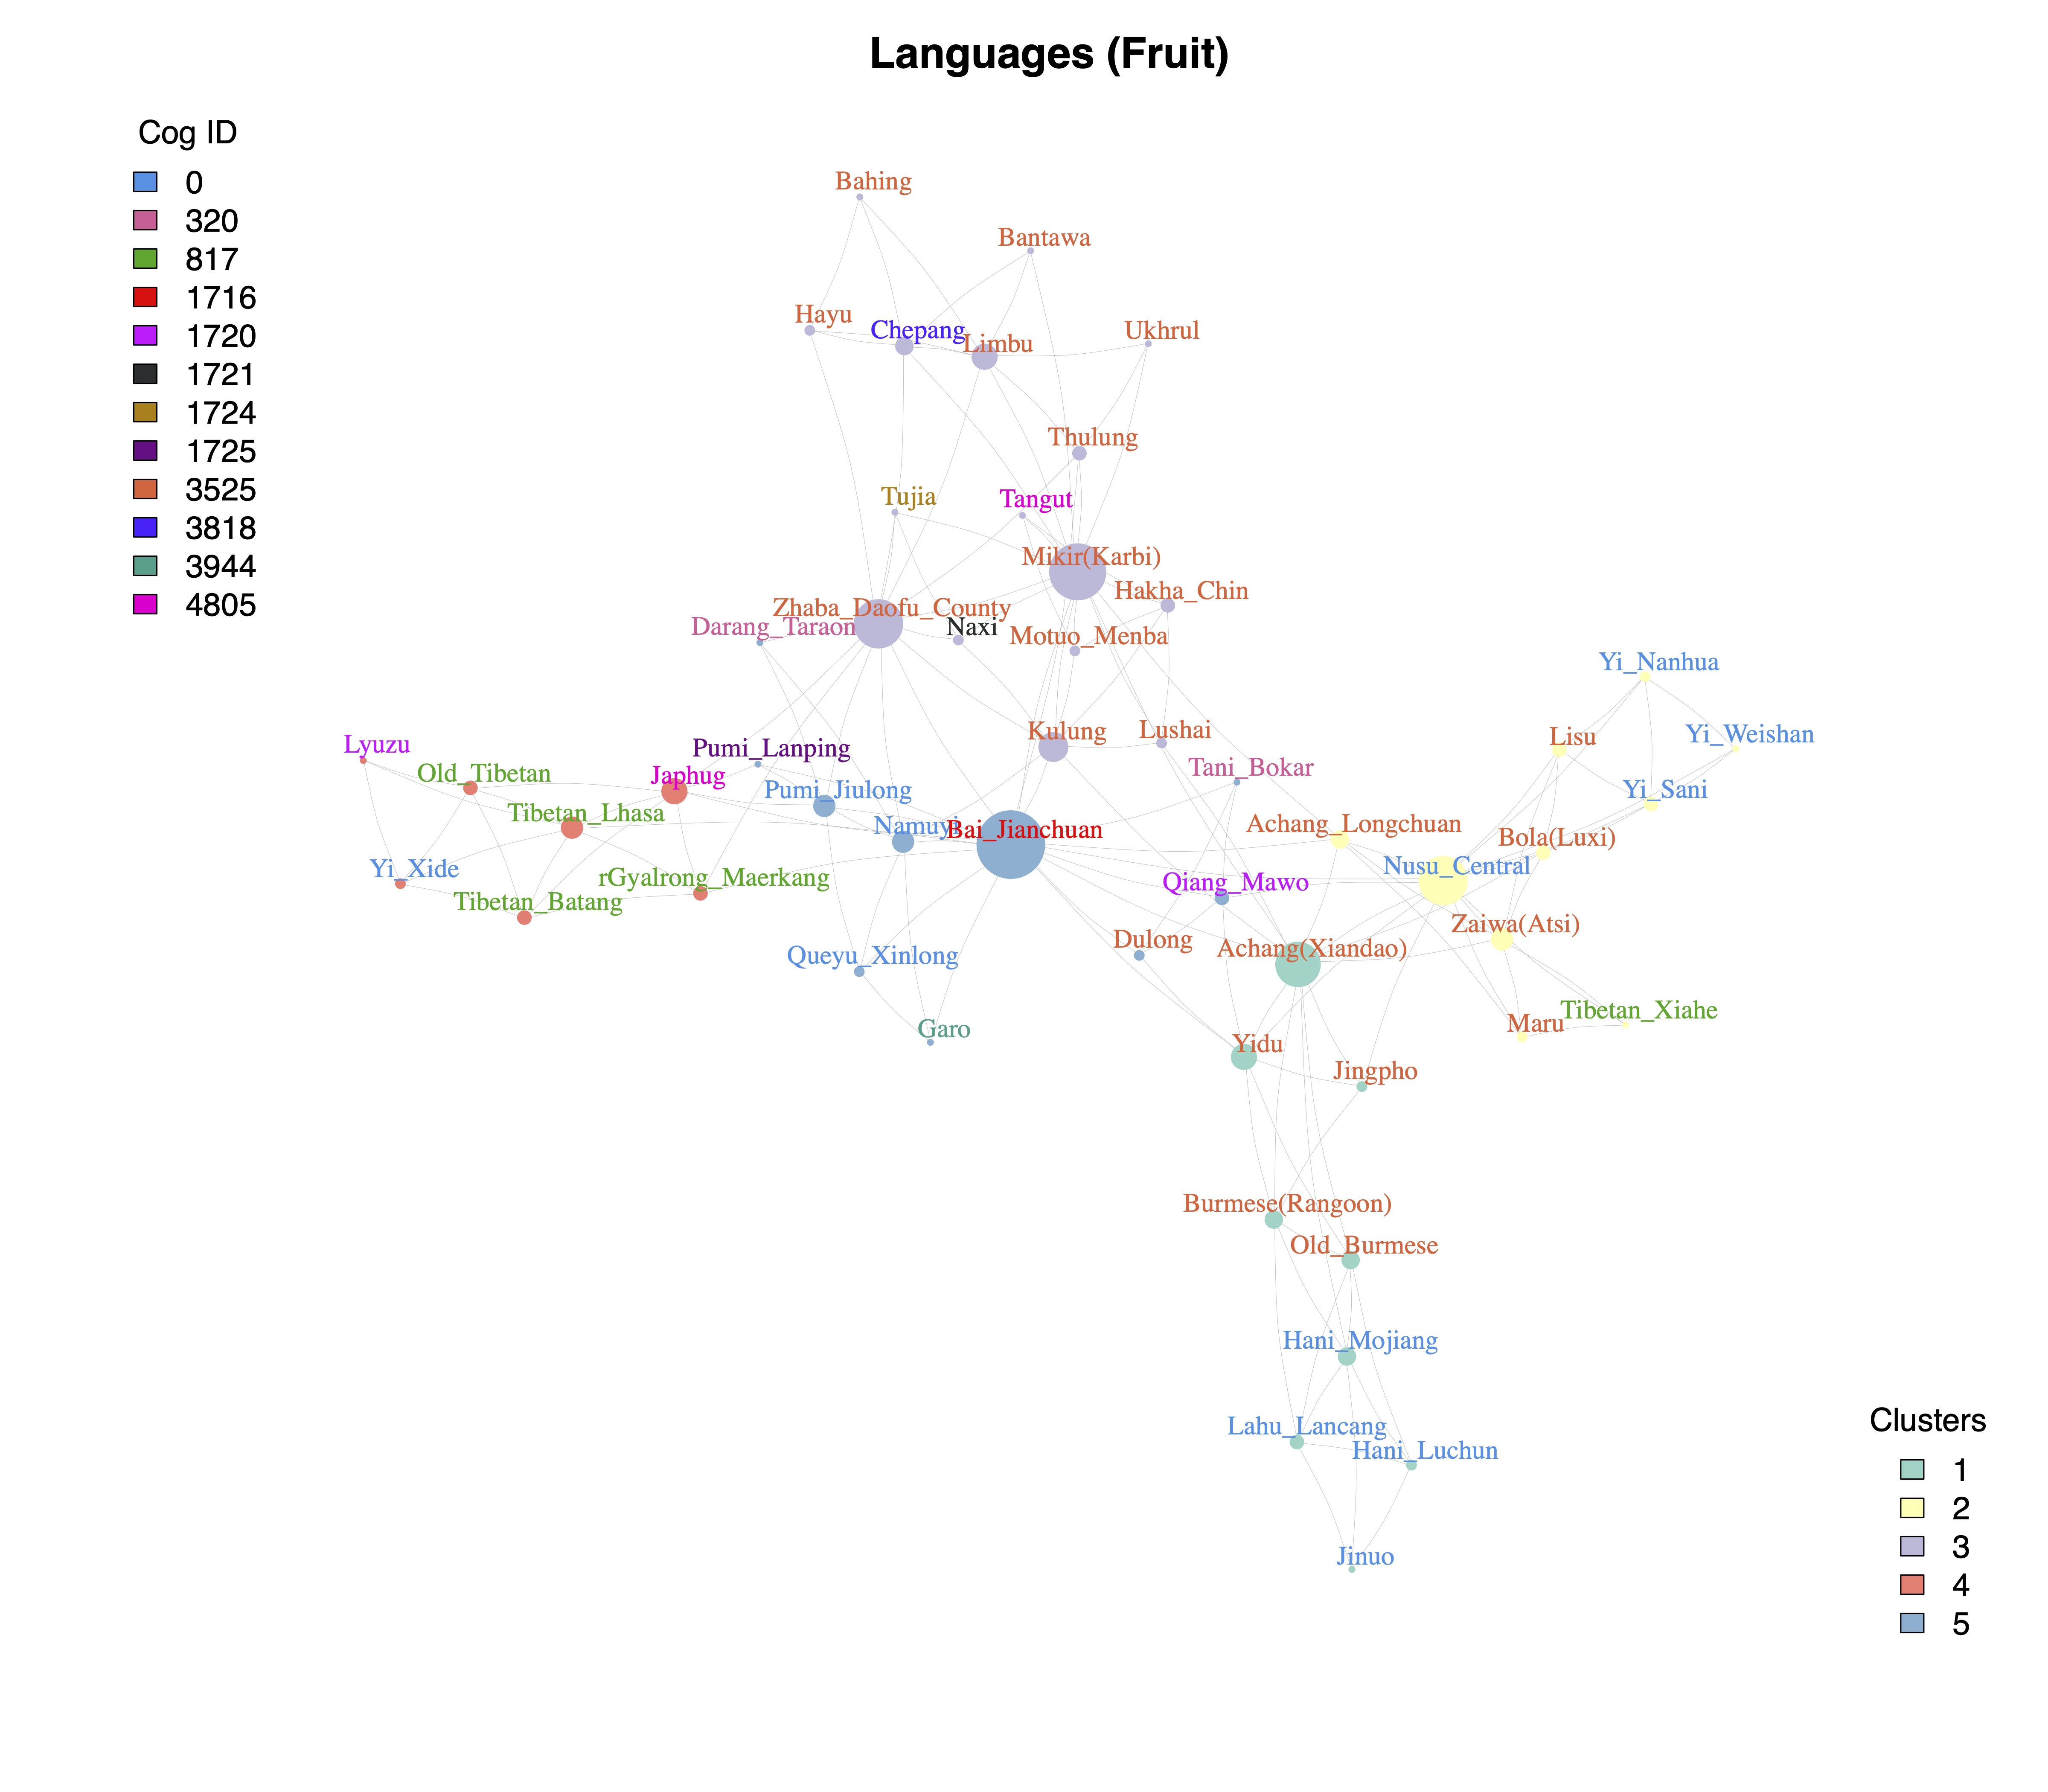 Languages (Fruit)
Cog ID
0
320
817
1716
1720
1721
1724
1725
3525
3818
3944
4805
Bahing
Bantawa
Hayu
Chepang
Limbu
Ukhrul
Thulung
Tujia
Tangut
Mikir(Karbi)
Hakha_Chin
Zhaba_Daofu_County
Darang_Taraon
Naxi
Motuo_Menba
Yi_Nanhua
Kulung
Lushai
Lisu
Yi_Weishan
Lyuzu
Pumi_Lanping
Old_Tibetan
Japhug
Tani_Bokar
Pumi_Jiulong
Yi_Sani
Tibetan_Lhasa
Namuyi
Bai_Jianchuan
Achang_Longchuan
Bola(Luxi)
Yi_Xide
rGyalrong_Maerkang
Nusu_Central
Qiang_Mawo
Tibetan_Batang
Zaiwa(Atsi)
Dulong
Achang(Xiandao)
Queyu_Xinlong
Tibetan_Xiahe
Garo
Maru
Yidu
Jingpho
Burmese(Rangoon)
Old_Burmese
Hani_Mojiang
Lahu_Lancang
Hani_Luchun
Jinuo
Clusters
1
2
3
4
5